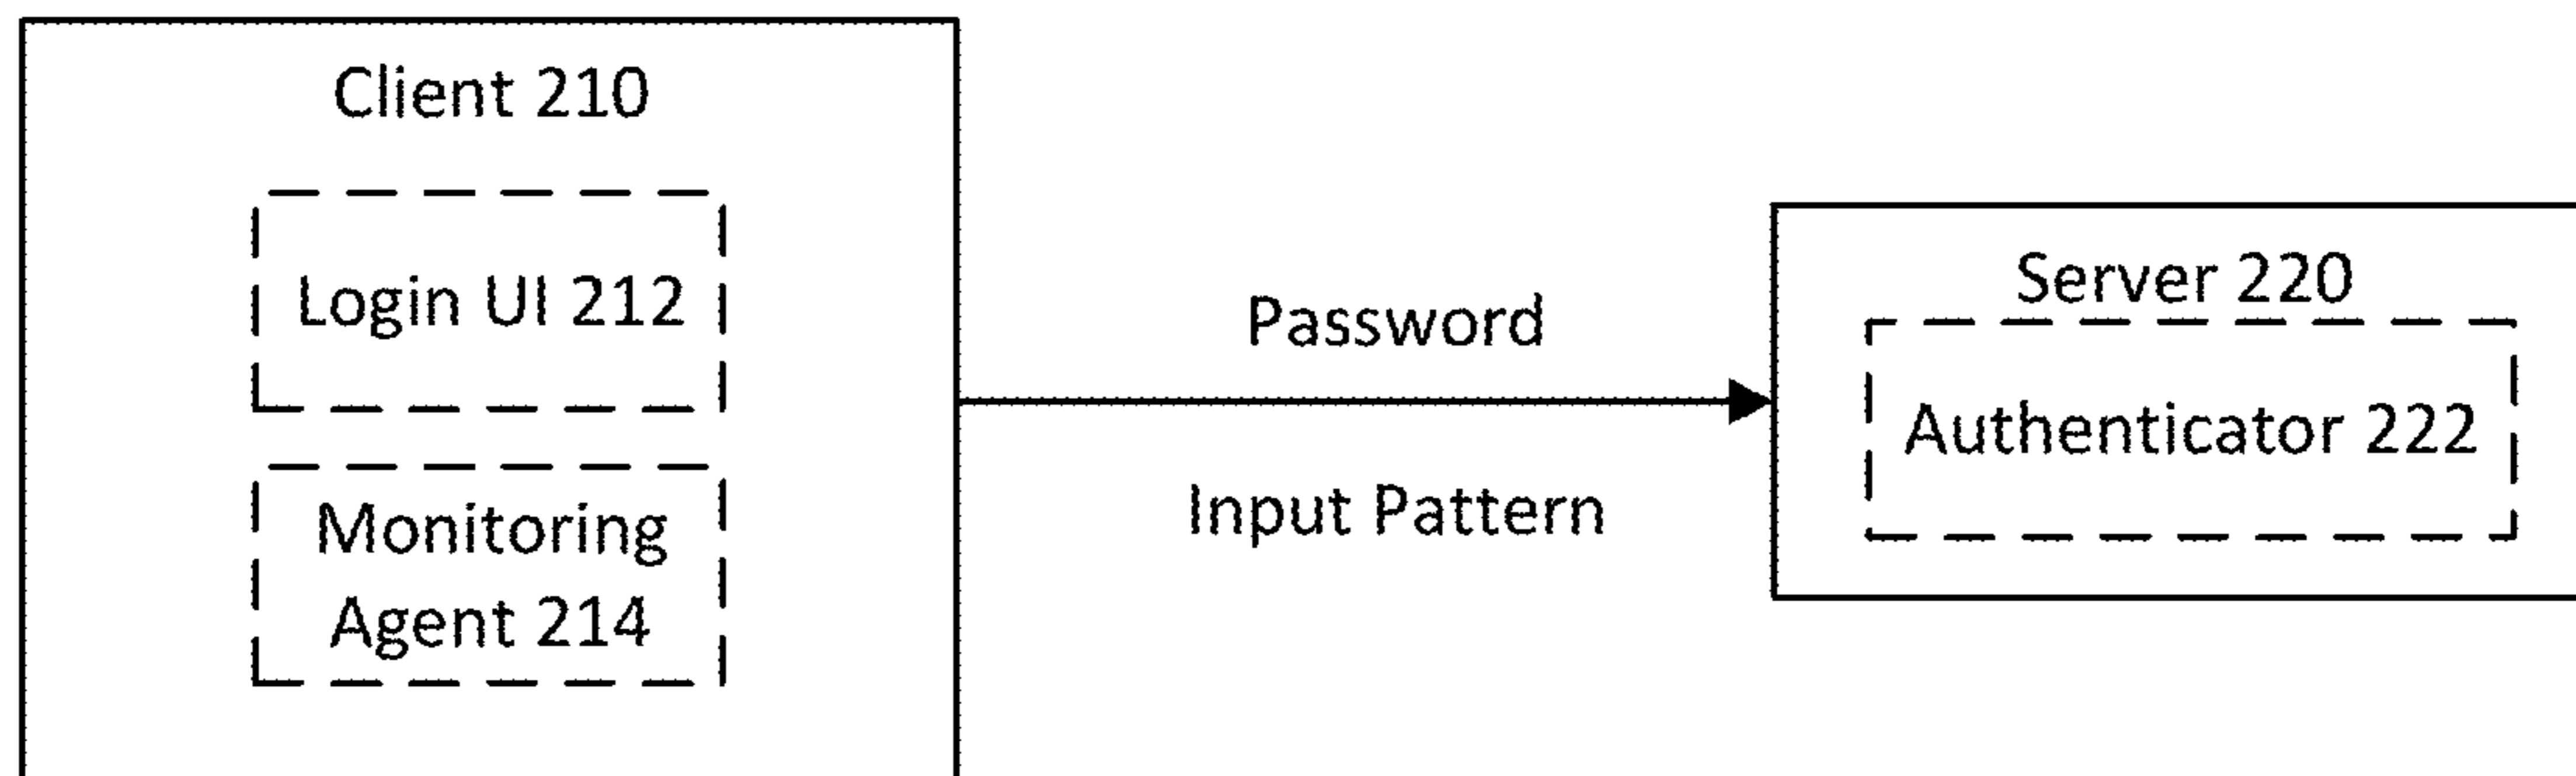 Client 210
Login UI 212
Monitoring
Agent 214
Password
Input Pattern
Server 220
Authenticator 222